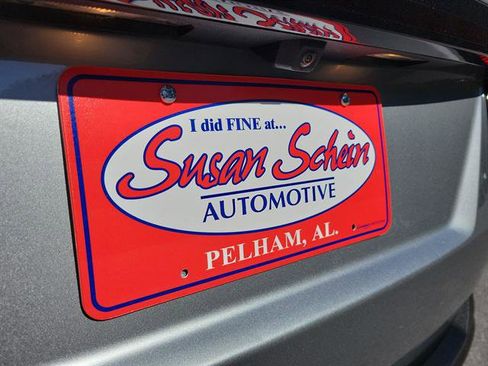 I did FINE at...
Susan Schein
AUTOMOTIVE
PELHAM, AL.